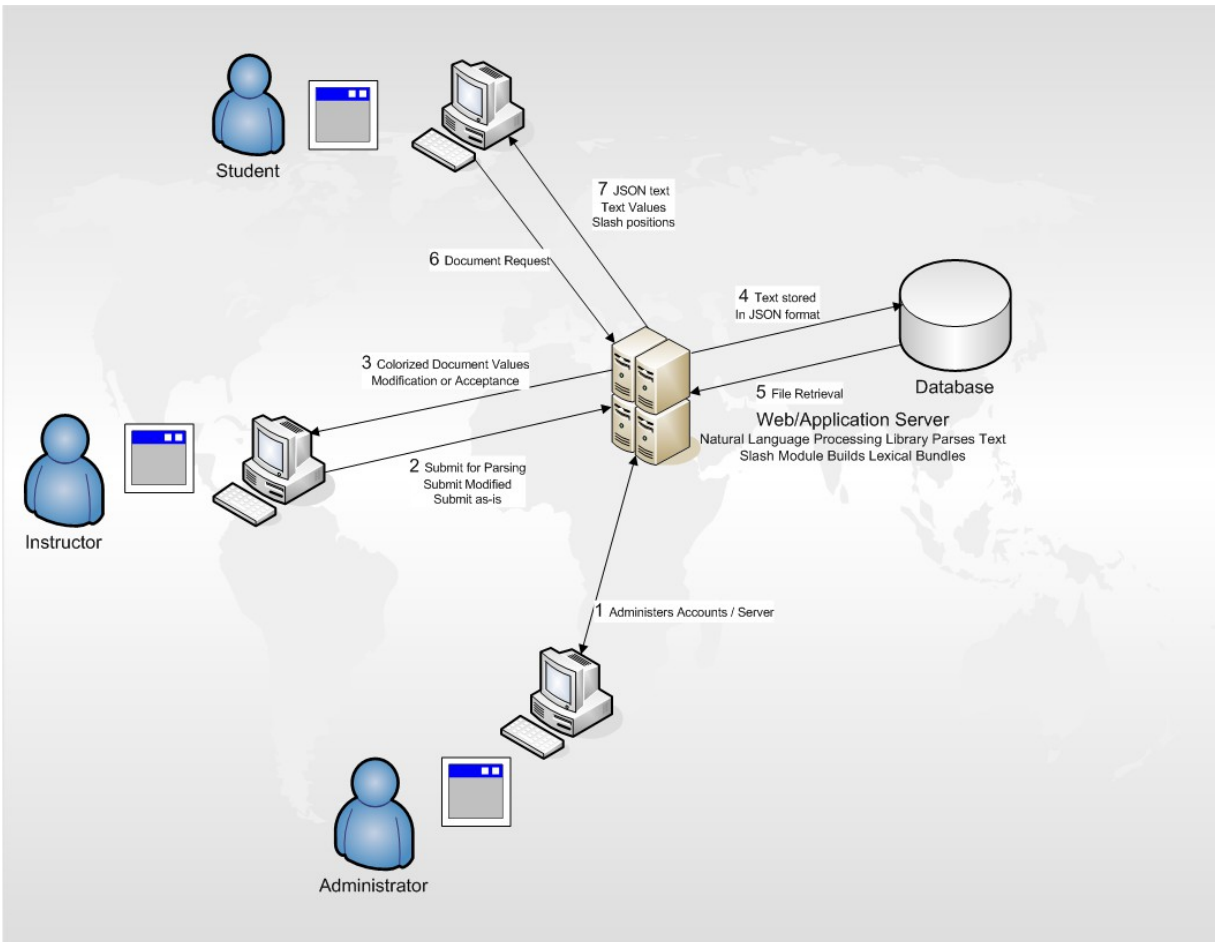 Student
7 JSON text
Text Values
Slash positions
6 Document Request
4 Text stored
In JSON format
3 Colorized Document Values
Modification or Acceptance
Database
5 File Retrieval
Web/Application Server
Natural Language Processing Library Parses Text
Slash Module Builds Lexical Bundles
2 Submit for Parsing
Submit Modified
Submit as-is
Instructor
1 Administers Accounts / Server
Administrator